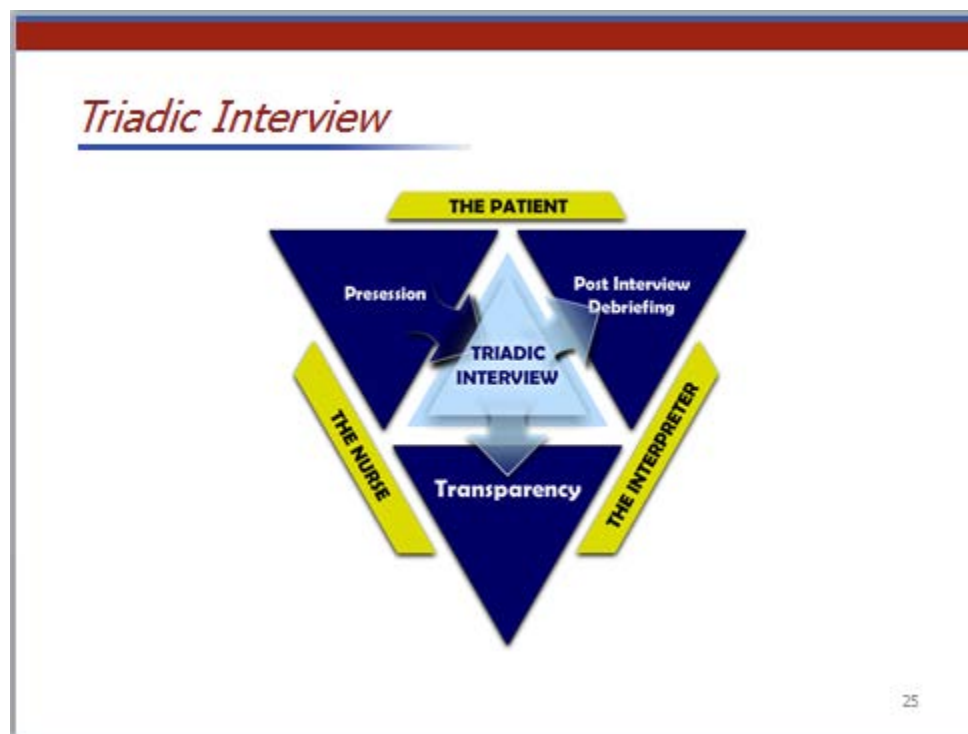 Triadic Interview
THE PATIENT
Presession
Post Interview
Debriefing
TRIADIC
INTERVIEW
THE NURSE
THE INTERPRETER
Transparency
25